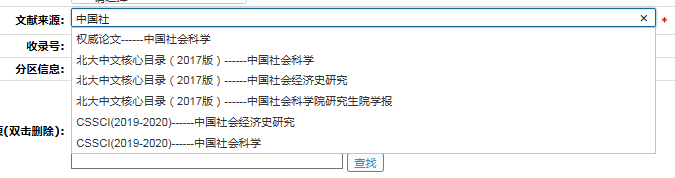 文献来源: 中国社 ×
*
权威论文------中国社会科学
收录号:
北大中文核心目录（2017版）------中国社会科学
分区信息:
北大中文核心目录（2017版）------中国社会经济史研究
北大中文核心目录（2017版）------中国社会科学院研究生院学报
CSSCI(2019-2020)------中国社会经济史研究
(双击删除):
CSSCI(2019-2020)------中国社会科学
查找